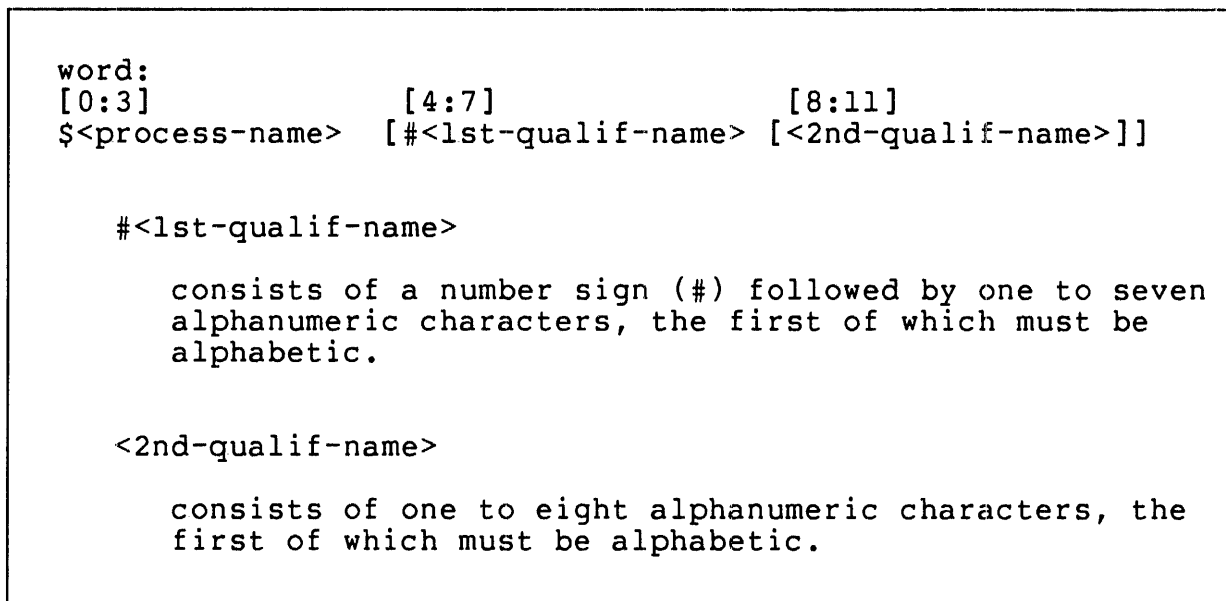 word:
[0:3] [4:7] [8:11]
$<process-name> [#<1st-qualif-name> [<2nd-qualif-name>]]
#<1st-qualif-name>
consists of a number sign (#) followed by one to seven
alphanumeric characters, the first of which must be
alphabetic.
<2nd-qualif-name>
consists of one to eight alphanumeric characters, the
first of which must be alphabetic.